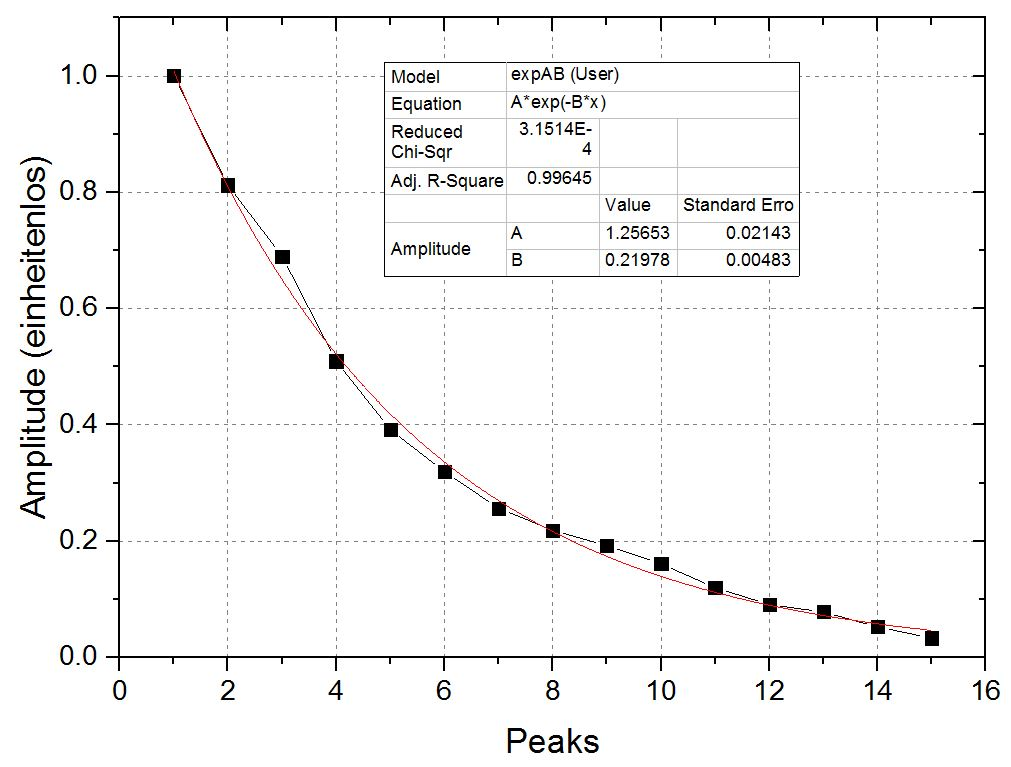 Model expAB (User)
Equation A*exp(-B*x)
Reduced Chi-Sqr 3.1514E-4
Adj. R-Square 0.99645
Value Standard Erro
Amplitude A 1.25653 0.02143
B 0.21978 0.00483
Amplitude (einheitenlos)
1.0
0.8
0.6
0.4
0.2
0.0
0 2 4 6 8 10 12 14 16
Peaks